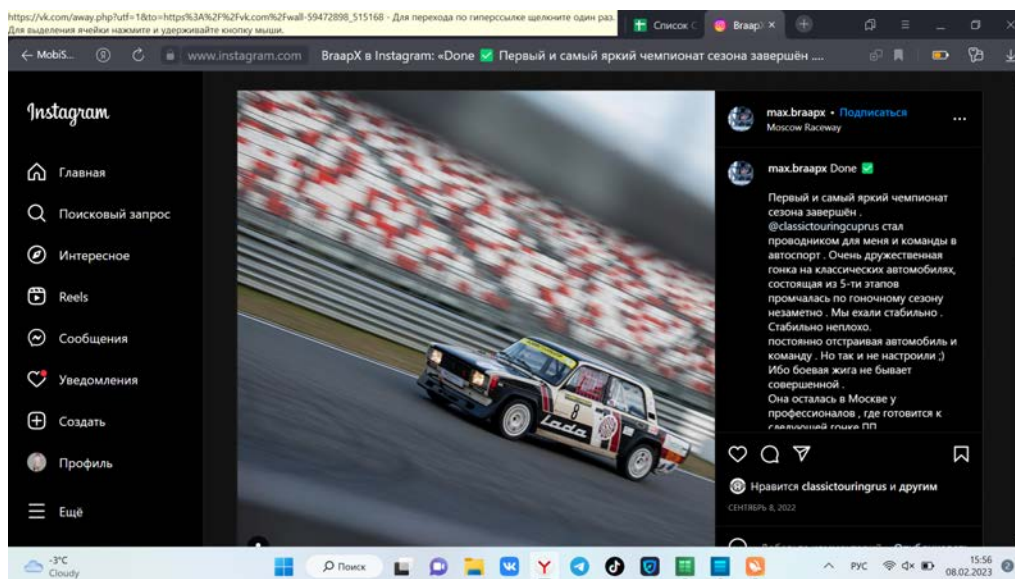 https://vk.com/away.php?utf=1&to=https%3A%2F%2Fvk.com%2Fwall-59472898_515168 - Для перехода по гиперссылке щелкните один раз.
Для выделения ячейки нажмите и удерживайте кнопку мыши.
Список С
BraapX
← MobiS...
www.instagram.com
BraapX в Instagram: «Done ✅ Первый и самый яркий чемпионат сезона завершён ....
Instagram
Главная
Поисковый запрос
Интересное
Reels
Сообщения
Уведомления
Создать
Профиль
Ещё
8
Lada
max.braapx • Подписаться
Moscow Raceway
max.braapx Done ✅
Первый и самый яркий чемпионат
сезона завершён .
@classictouringcuprus стал
проводником для меня и команды в
автоспорт . Очень дружественная
гонка на классических автомобилях,
состоящая из 5-ти этапов
промчалась по гоночному сезону
незаметно . Мы ехали стабильно .
Стабильно неплохо.
постоянно отстраивая автомобиль и
команду . Но так и не настроили ;)
Ибо боевая жига не бывает
совершенной .
Она осталась в Москве у
профессионалов , где готовится к
следующей гонке ПП
Нравится classictouringrus и другим
СЕНТЯБРЬ 8, 2022
-3°C
Cloudy
Поиск
РУС
15:56
08.02.2023
2